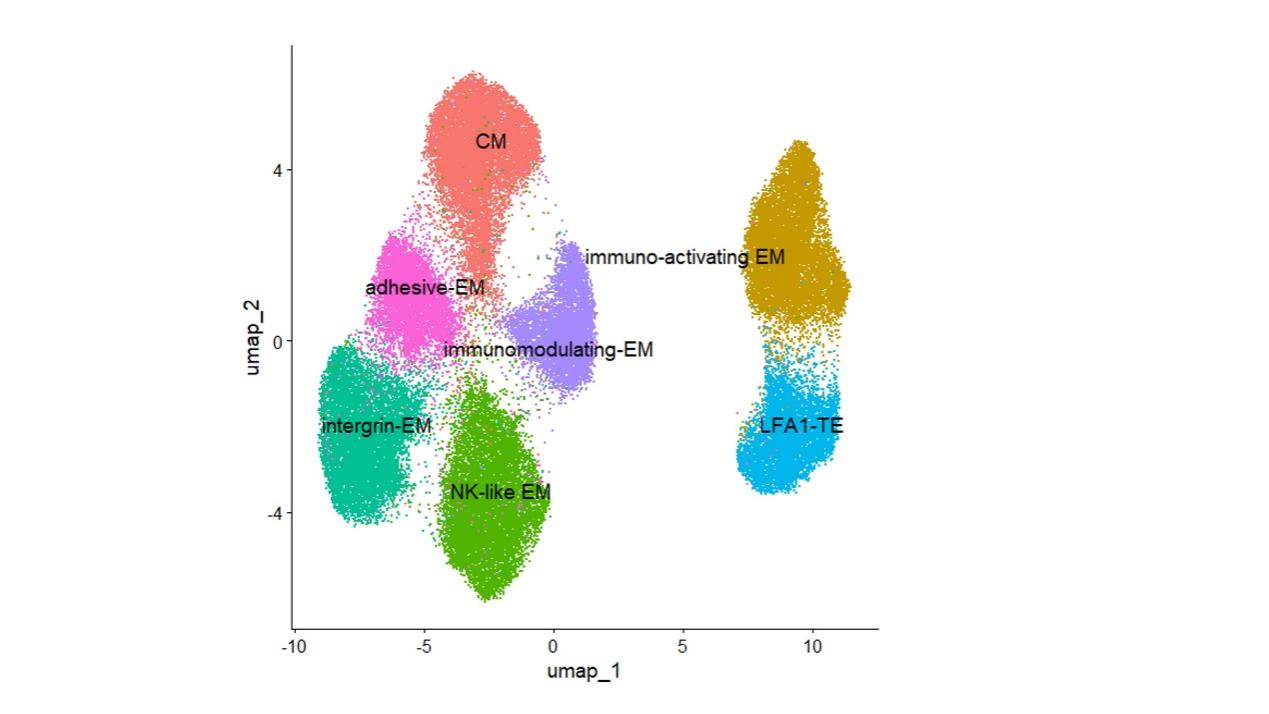 CM
4
immuno-activating EM
adhesive-EM
umap_2
0
immunomodulating-EM
intergrin-EM
LFA1-TE
NK-like EM
-4
-10
-5
0
5
10
umap_1